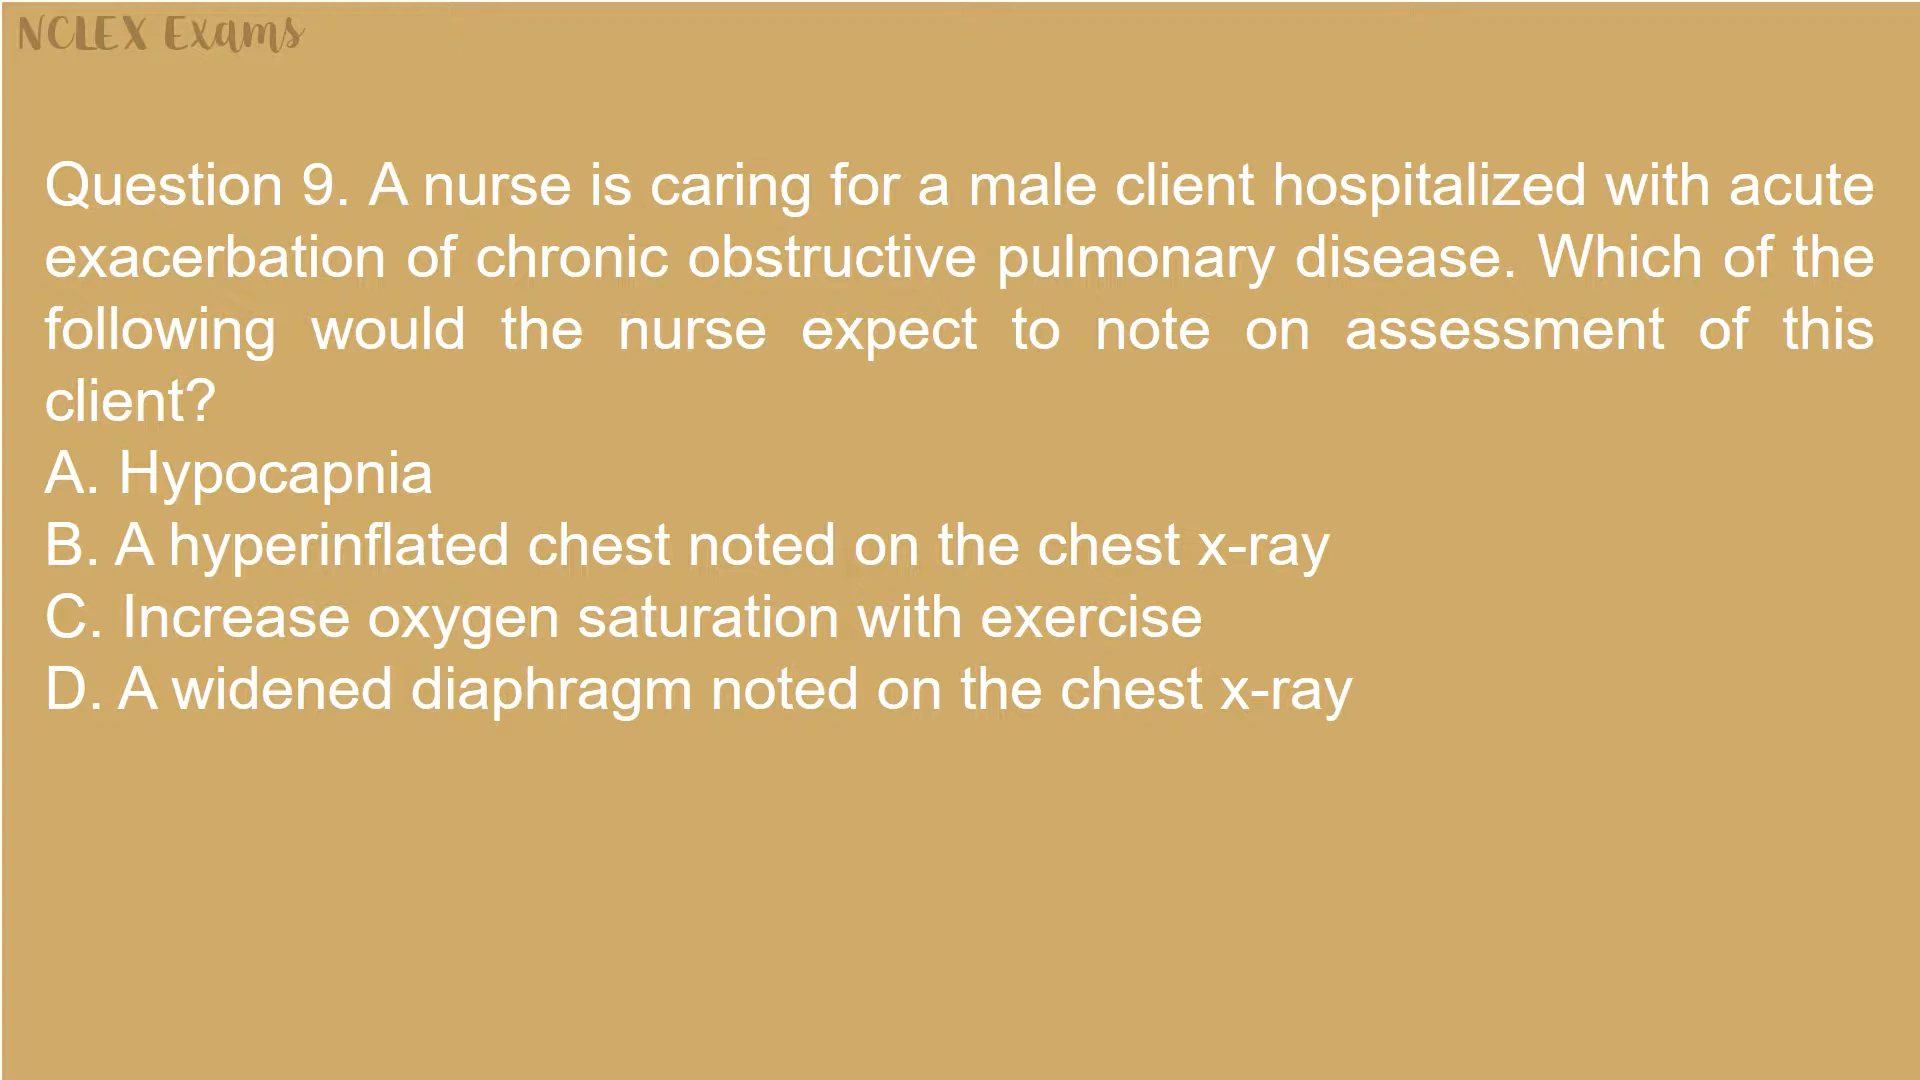 NCLEX Exams
Question 9. A nurse is caring for a male client hospitalized with acute
exacerbation of chronic obstructive pulmonary disease. Which of the
following would the nurse expect to note on assessment of this
client?
A. Hypocapnia
B. A hyperinflated chest noted on the chest x-ray
C. Increase oxygen saturation with exercise
D. A widened diaphragm noted on the chest x-ray